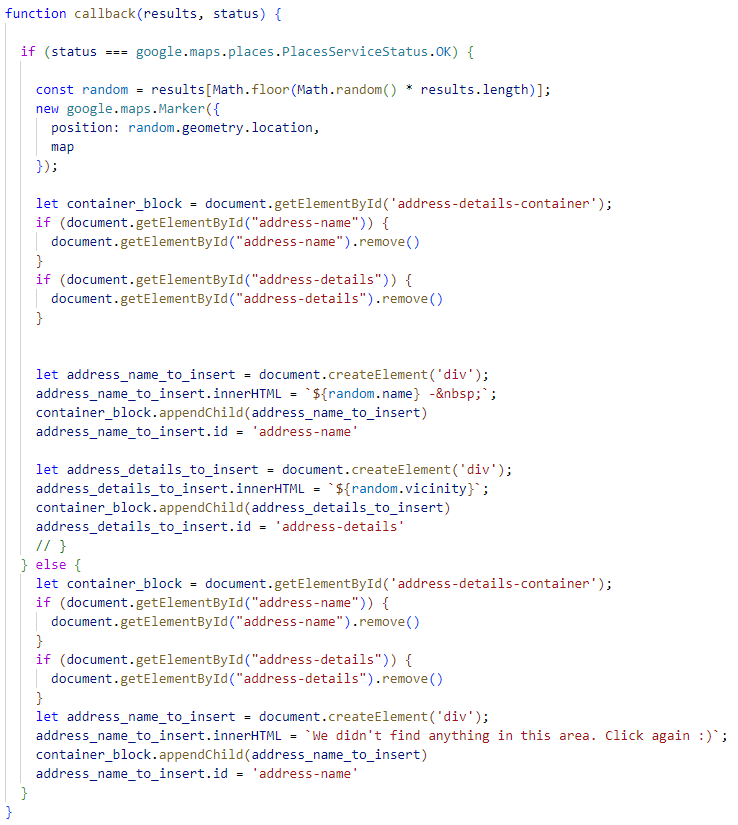 function callback(results, status) {
if (status === google.maps.places.PlacesServiceStatus.OK) {
const random = results[Math.floor(Math.random() * results.length)];
new google.maps.Marker({
position: random.geometry.location,
map
});
let container_block = document.getElementById('address-details-container');
if (document.getElementById("address-name")) {
document.getElementById("address-name").remove()
}
if (document.getElementById("address-details")) {
document.getElementById("address-details").remove()
}
let address_name_to_insert = document.createElement('div');
address_name_to_insert.innerHTML = `${random.name} -&nbsp;`;
container_block.appendChild(address_name_to_insert)
address_name_to_insert.id = 'address-name'
let address_details_to_insert = document.createElement('div');
address_details_to_insert.innerHTML = `${random.vicinity}`;
container_block.appendChild(address_details_to_insert)
address_details_to_insert.id = 'address-details'
// }
} else {
let container_block = document.getElementById('address-details-container');
if (document.getElementById("address-name")) {
document.getElementById("address-name").remove()
}
if (document.getElementById("address-details")) {
document.getElementById("address-details").remove()
}
let address_name_to_insert = document.createElement('div');
address_name_to_insert.innerHTML = `We didn't find anything in this area. Click again :)`;
container_block.appendChild(address_name_to_insert)
address_name_to_insert.id = 'address-name'
}
}